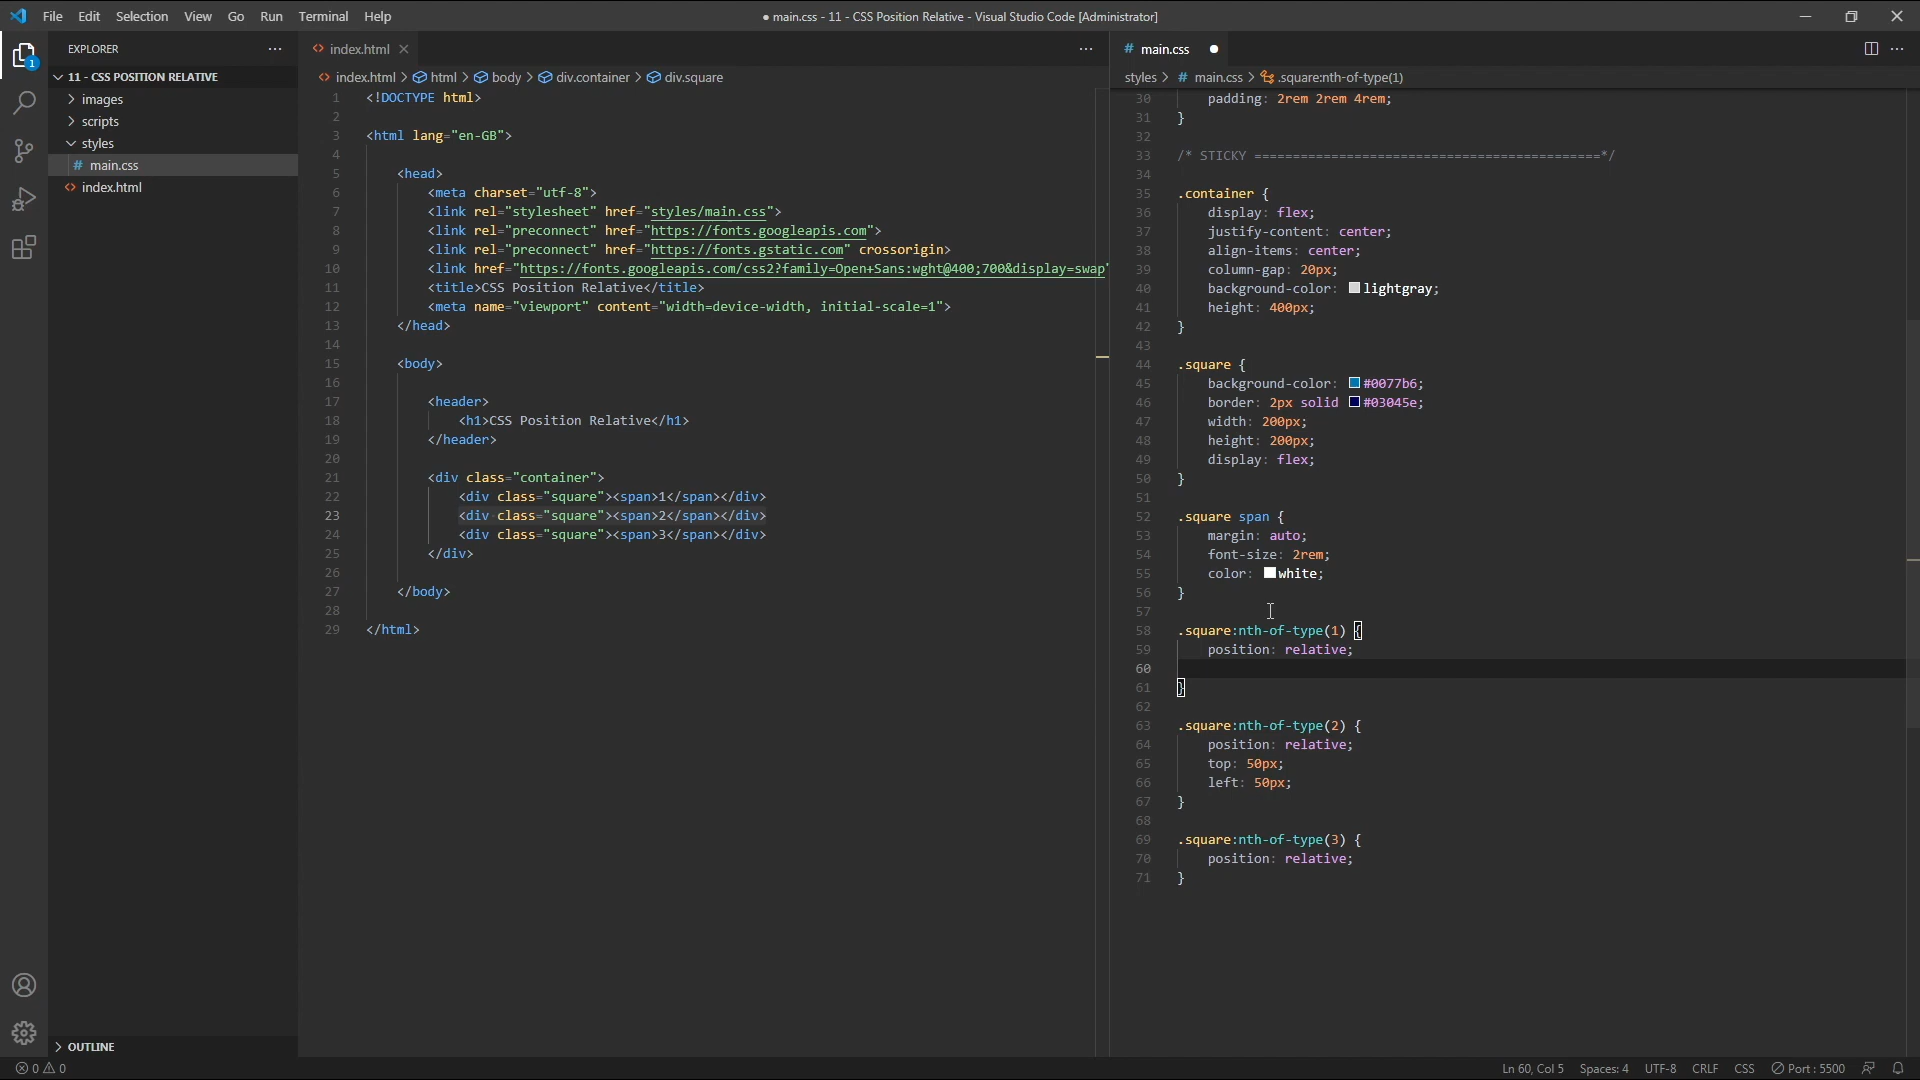 File Edit Selection View Go Run Terminal Help
● main.css - 11 - CSS Position Relative - Visual Studio Code [Administrator]
1
EXPLORER
11 - CSS POSITION RELATIVE
images
scripts
styles
# main.css
<> index.html
OUTLINE
<> index.html
<> index.html > html > body > div.container > div.square
1 <!DOCTYPE html>
2
3 <html lang="en-GB">
4
5 <head>
6 <meta charset="utf-8">
7 <link rel="stylesheet" href="styles/main.css">
8 <link rel="preconnect" href="https://fonts.googleapis.com">
9 <link rel="preconnect" href="https://fonts.gstatic.com" crossorigin>
10 <link href="https://fonts.googleapis.com/css2?family=Open+Sans:wght@400;700&display=swap"
11 <title>CSS Position Relative</title>
12 <meta name="viewport" content="width=device-width, initial-scale=1">
13 </head>
14
15 <body>
16
17 <header>
18 <h1>CSS Position Relative</h1>
19 </header>
20
21 <div class="container">
22 <div class="square"><span>1</span></div>
23 <div class="square"><span>2</span></div>
24 <div class="square"><span>3</span></div>
25 </div>
26
27 </body>
28
29 </html>
# main.css ●
styles > # main.css > .square:nth-of-type(1)
30 padding: 2rem 2rem 4rem;
31 }
32
33 /* STICKY =============================================*/
34
35 .container {
36 display: flex;
37 justify-content: center;
38 align-items: center;
39 column-gap: 20px;
40 background-color: lightgray;
41 height: 400px;
42 }
43
44 .square {
45 background-color: #0077b6;
46 border: 2px solid #03045e;
47 width: 200px;
48 height: 200px;
49 display: flex;
50 }
51
52 .square span {
53 margin: auto;
54 font-size: 2rem;
55 color: white;
56 }
57
58 .square:nth-of-type(1) {
59 position: relative;
60
61 }
62
63 .square:nth-of-type(2) {
64 position: relative;
65 top: 50px;
66 left: 50px;
67 }
68
69 .square:nth-of-type(3) {
70 position: relative;
71 }
0 0
Ln 60, Col 5 Spaces: 4 UTF-8 CRLF CSS Port : 5500